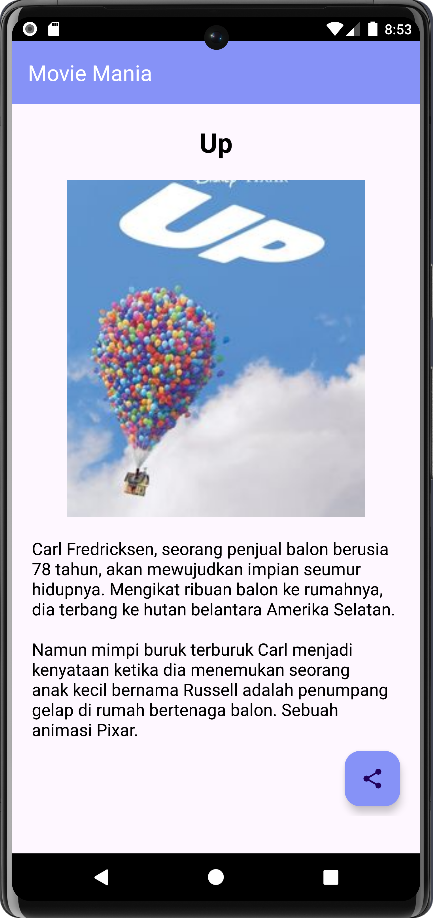 8:53
Movie Mania
Up
Disney PIXAR
UP
Carl Fredricksen, seorang penjual balon berusia
78 tahun, akan mewujudkan impian seumur
hidupnya. Mengikat ribuan balon ke rumahnya,
dia terbang ke hutan belantara Amerika Selatan.
Namun mimpi buruk terburuk Carl menjadi
kenyataan ketika dia menemukan seorang
anak kecil bernama Russell adalah penumpang
gelap di rumah bertenaga balon. Sebuah
animasi Pixar.